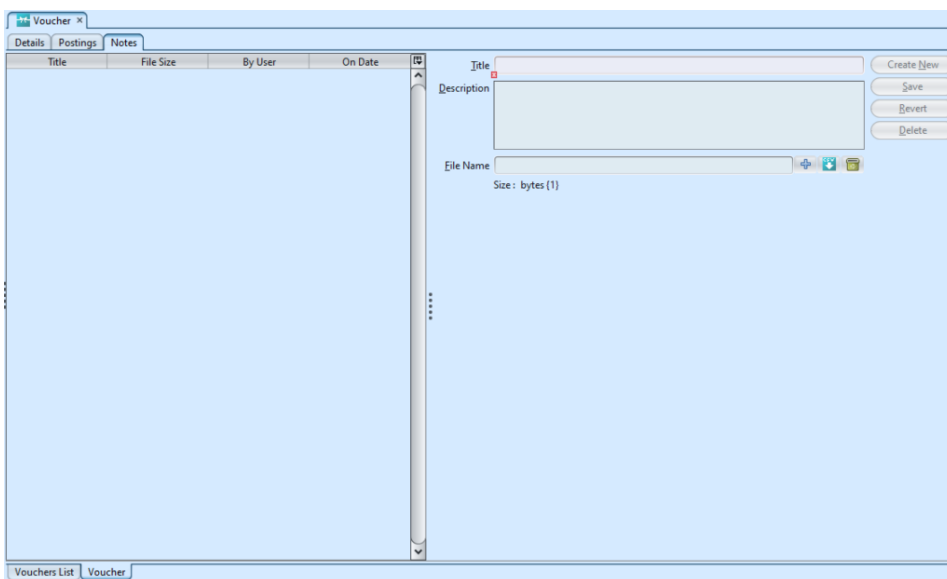 Voucher ×
Details Postings Notes
Title File Size By User On Date
Title
Create New
Description
Save
Revert
Delete
File Name
Size : bytes {1}
Vouchers List Voucher